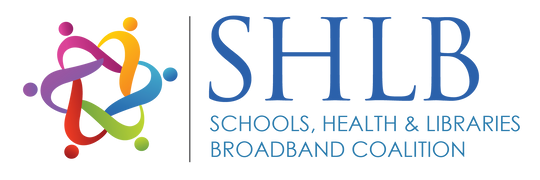 SHLB
SCHOOLS, HEALTH & LIBRARIES
BROADBAND COALITION